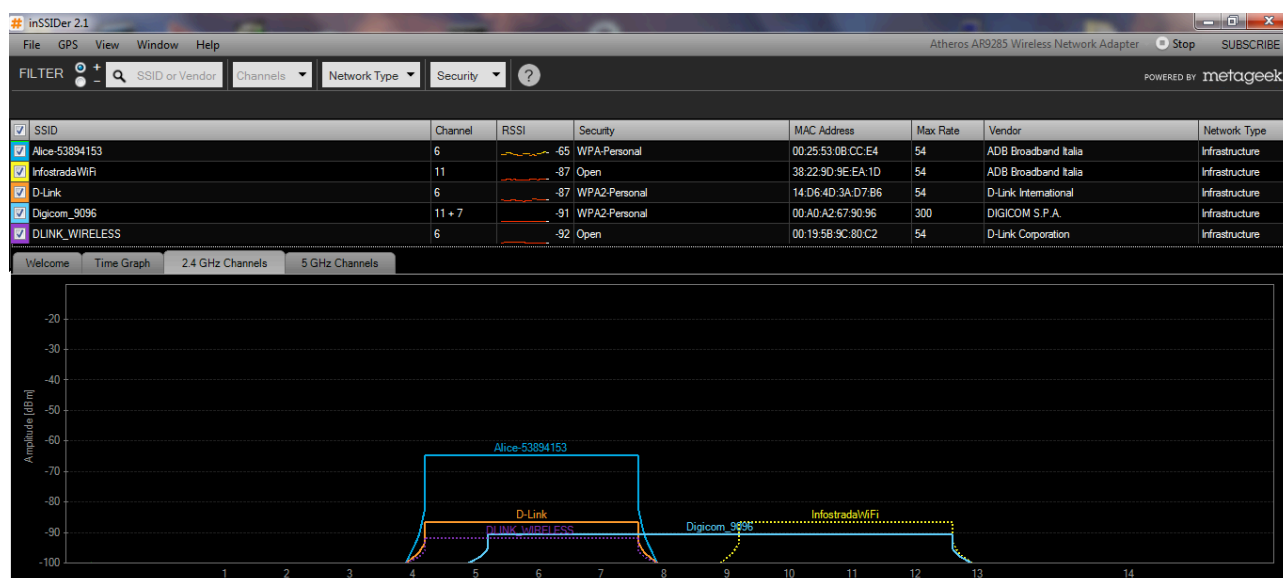 # inSSIDer 2.1
File GPS View Window Help Atheros AR9285 Wireless Network Adapter Stop SUBSCRIBE
FILTER + - SSID or Vendor Channels Network Type Security ? POWERED BY metageek
SSID Channel RSSI Security MAC Address Max Rate Vendor Network Type
Alice-53894153 6 -65 WPA-Personal 00:25:53:0B:CC:E4 54 ADB Broadband Italia Infrastructure
InfostradaWiFi 11 -87 Open 38:22:9D:9E:EA:1D 54 ADB Broadband Italia Infrastructure
D-Link 6 -87 WPA2-Personal 14:D6:4D:3A:D7:B6 54 D-Link International Infrastructure
Digicom_9096 11 + 7 -91 WPA2-Personal 00:A0:A2:67:90:96 300 DIGICOM S.P.A. Infrastructure
DLINK_WIRELESS 6 -92 Open 00:19:5B:9C:80:C2 54 D-Link Corporation Infrastructure
Welcome Time Graph 2.4 GHz Channels 5 GHz Channels
Amplitude [dBm]
-20
-30
-40
-50
-60
-70
-80
-90
-100
Alice-53894153
D-Link InfostradaWiFi
DLINK_WIRELESS Digicom_9096
1 2 3 4 5 6 7 8 9 10 11 12 13 14